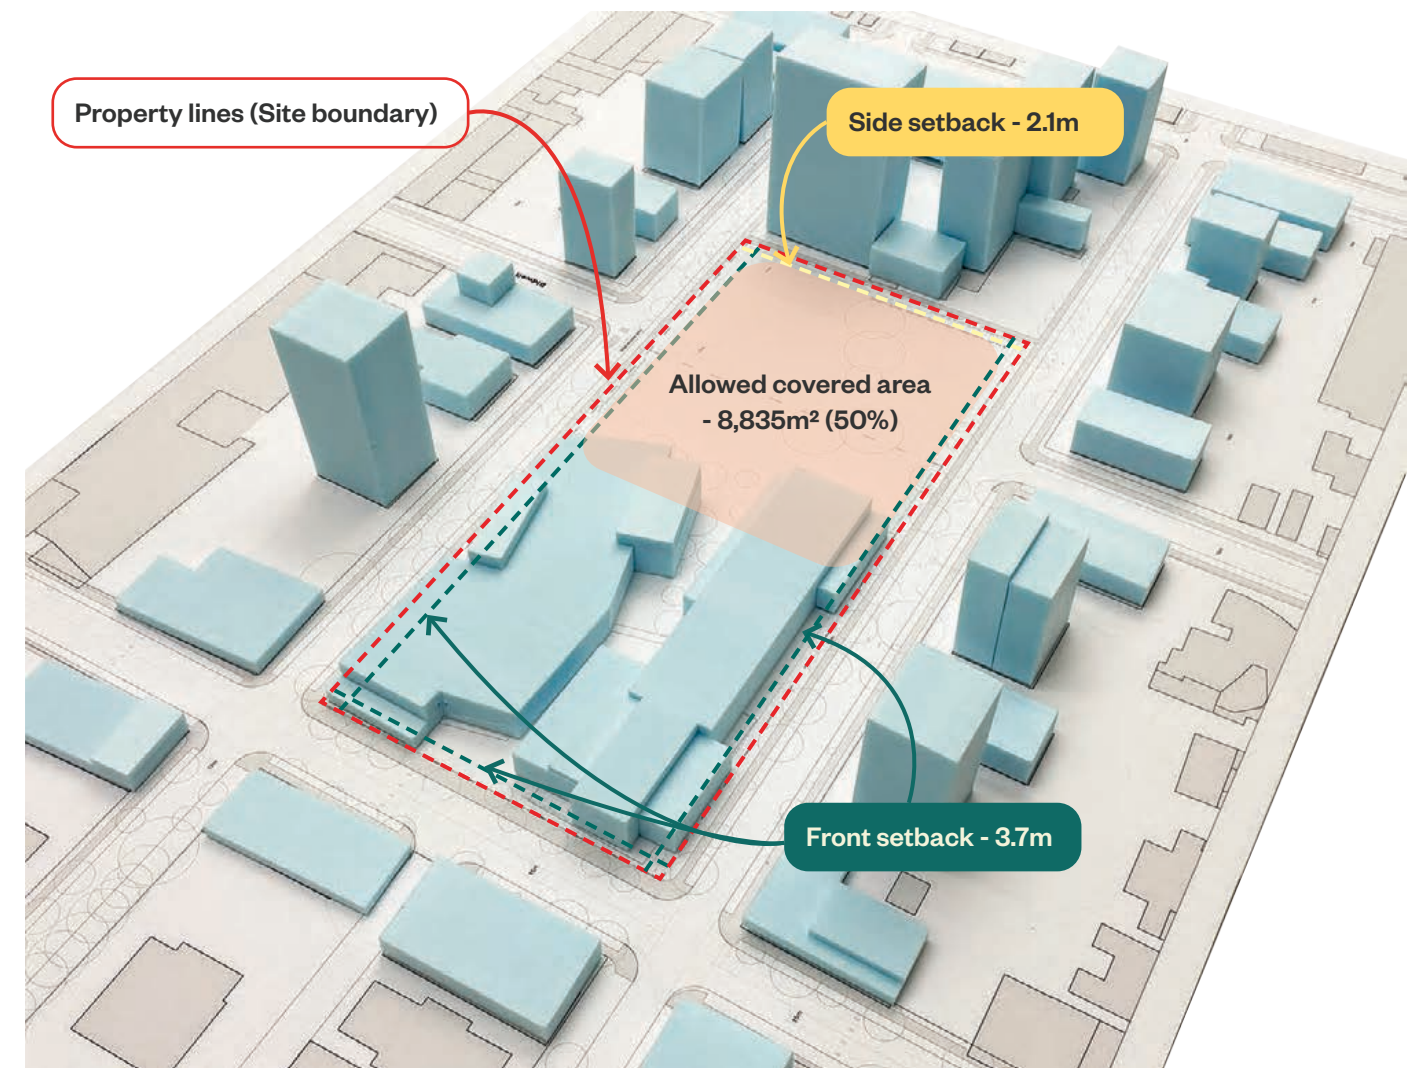 Property lines (Site boundary)
Side setback - 2.1m
Allowed covered area
- 8,835m² (50%)
Front setback - 3.7m